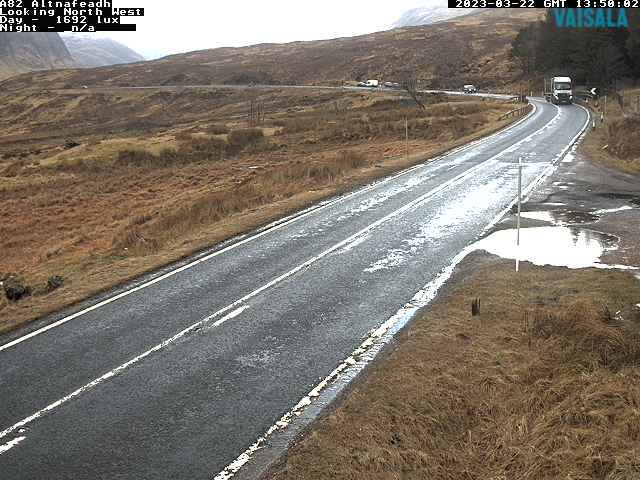 A82 Altnafeadh
Looking North West
Day - 1692 lux
Night - n/a
2023-03-22 GMT 13:50:02
VAISALA